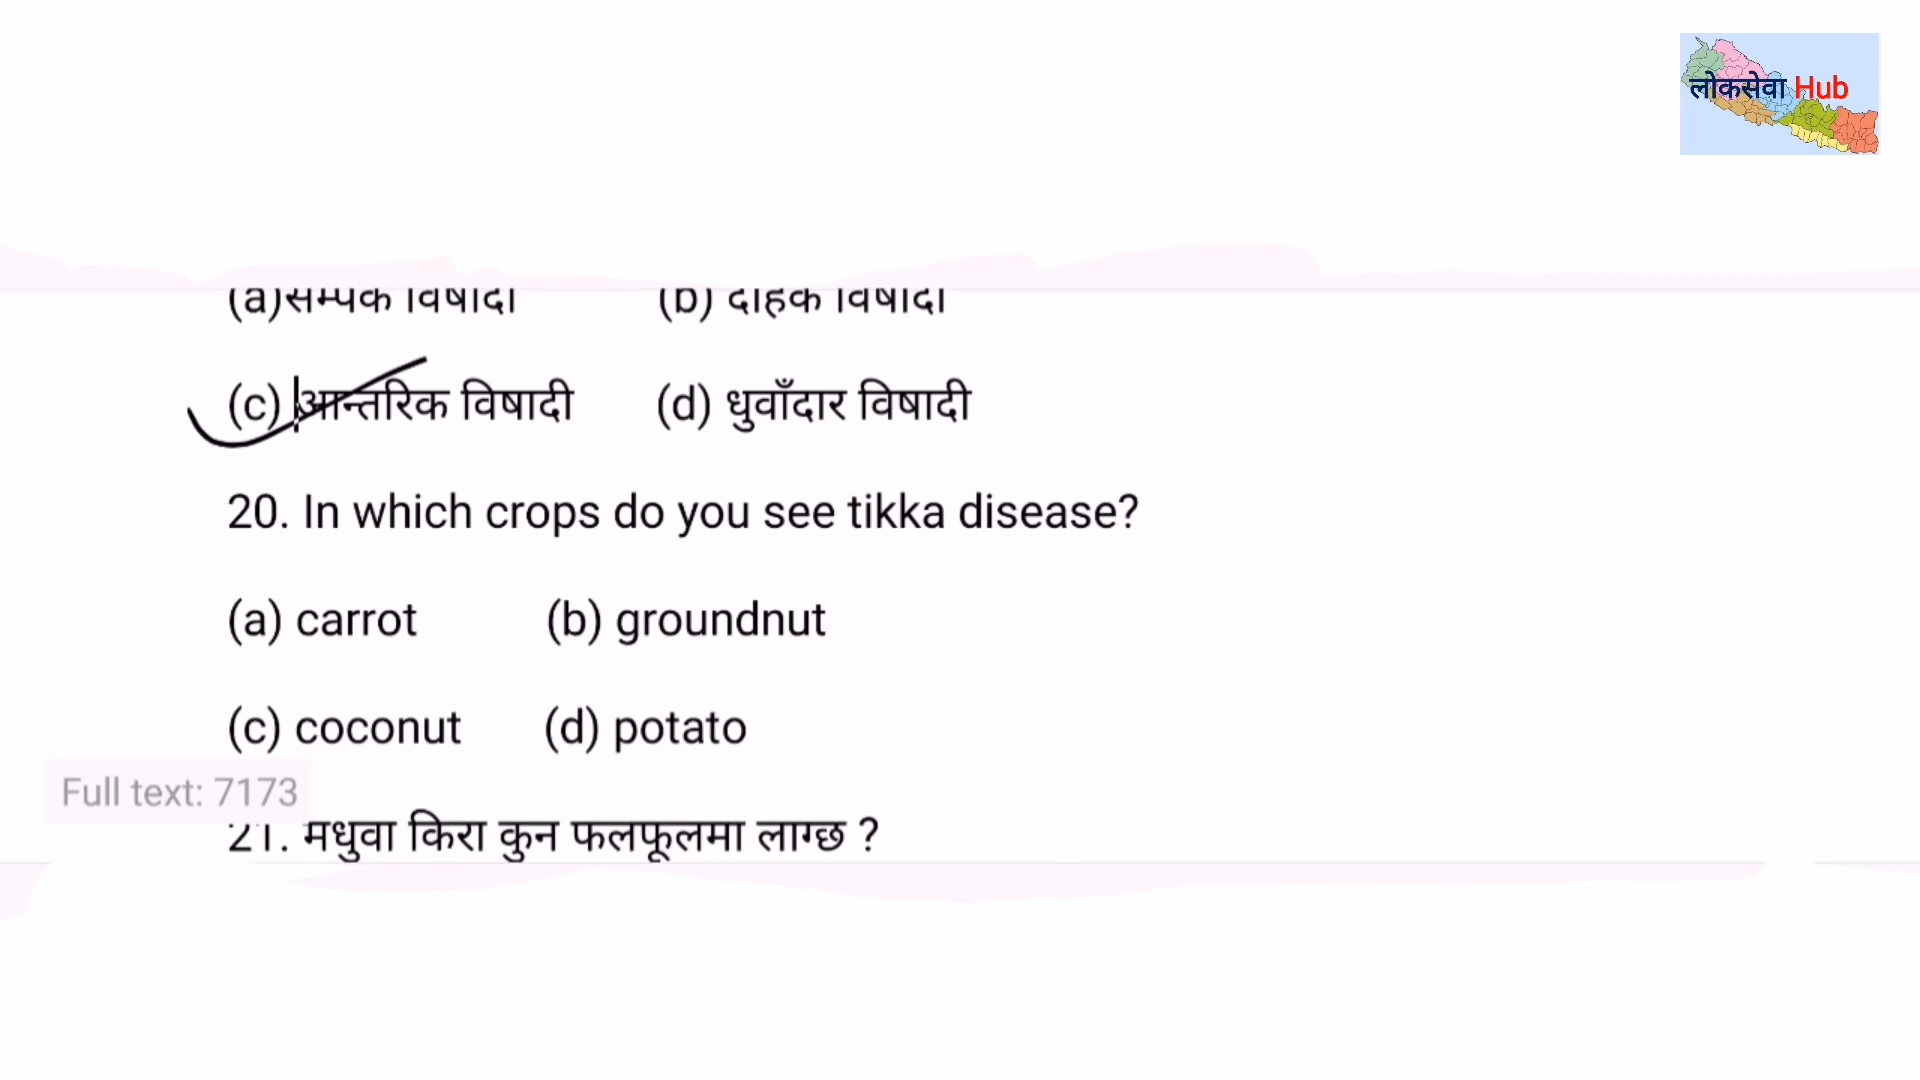 लोकसेवा Hub
(a)सम्पर्क विषादी (b) दाहक विषादी
(c) आन्तरिक विषादी (d) धुवाँदार विषादी
20. In which crops do you see tikka disease?
(a) carrot (b) groundnut
(c) coconut (d) potato
Full text: 7173
21. मधुवा किरा कुन फलफूलमा लाग्छ ?